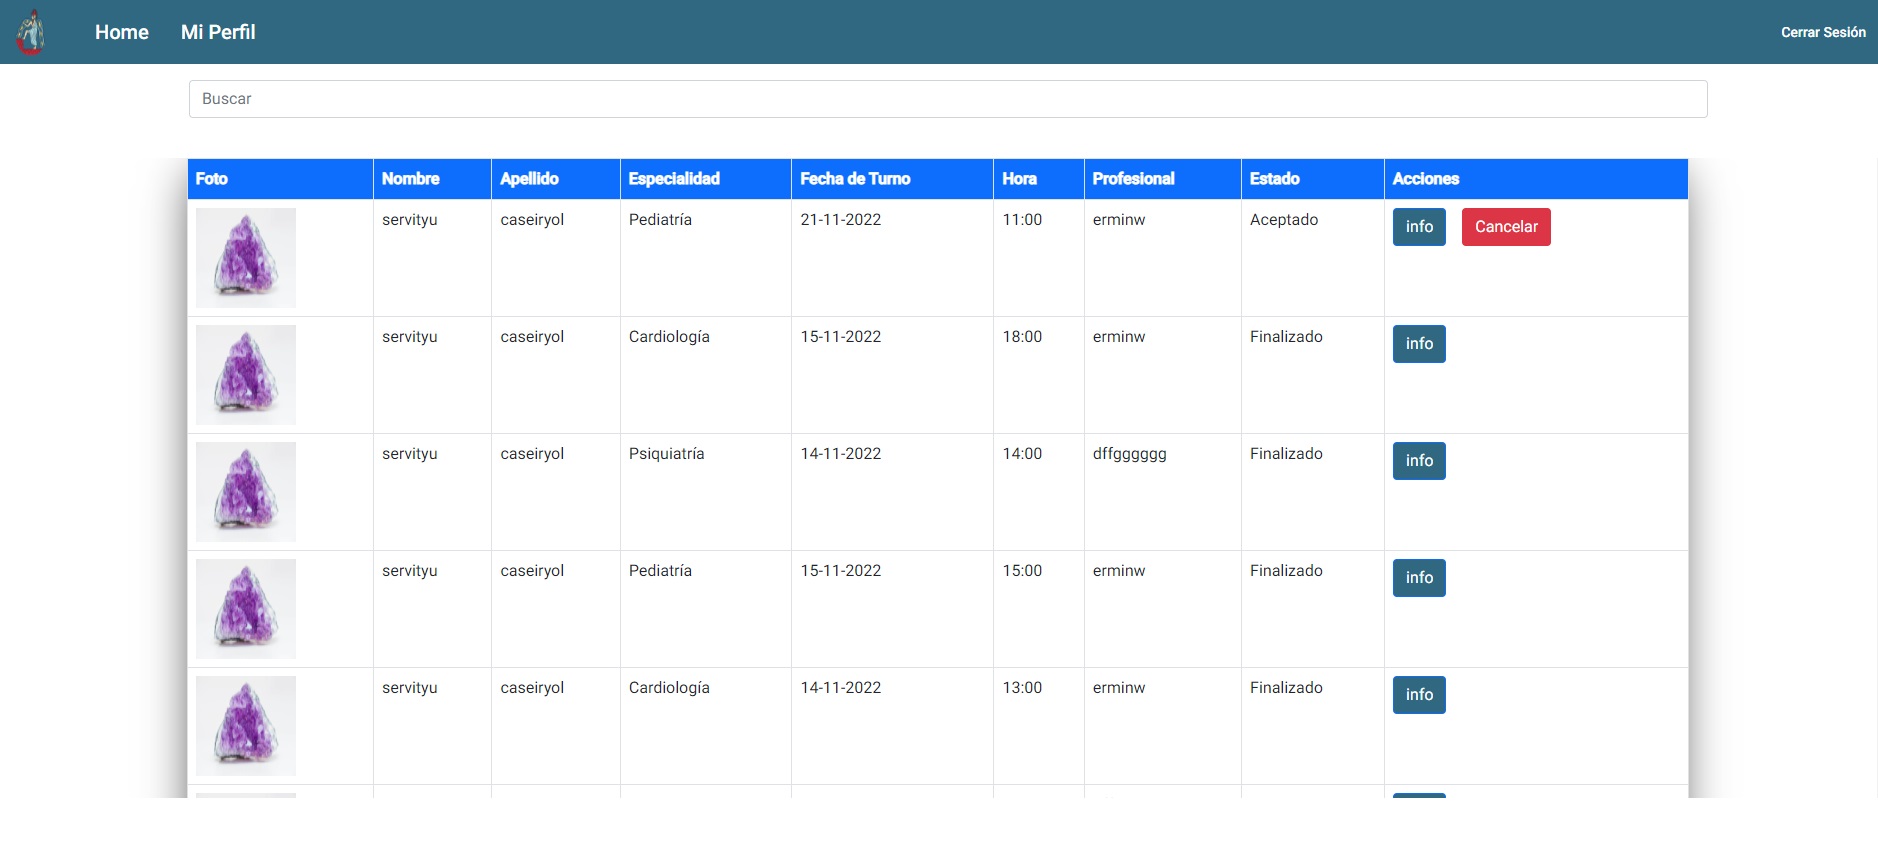 Home Mi Perfil Cerrar Sesión
Buscar
Foto Nombre Apellido Especialidad Fecha de Turno Hora Profesional Estado Acciones
servityu caseiryol Pediatría 21-11-2022 11:00 erminw Aceptado info Cancelar
servityu caseiryol Cardiología 15-11-2022 18:00 erminw Finalizado info
servityu caseiryol Psiquiatría 14-11-2022 14:00 dffgggggg Finalizado info
servityu caseiryol Pediatría 15-11-2022 15:00 erminw Finalizado info
servityu caseiryol Cardiología 14-11-2022 13:00 erminw Finalizado info